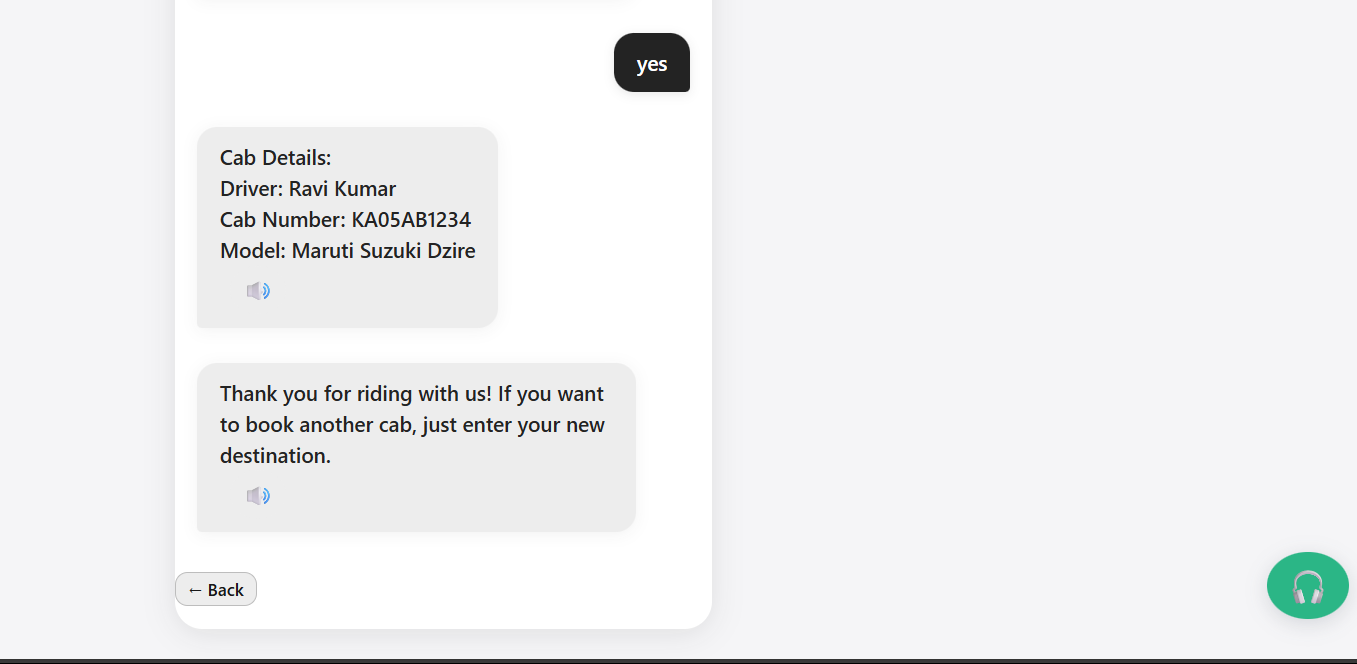 yes
Cab Details:
Driver: Ravi Kumar
Cab Number: KA05AB1234
Model: Maruti Suzuki Dzire
Thank you for riding with us! If you want
to book another cab, just enter your new
destination.
← Back